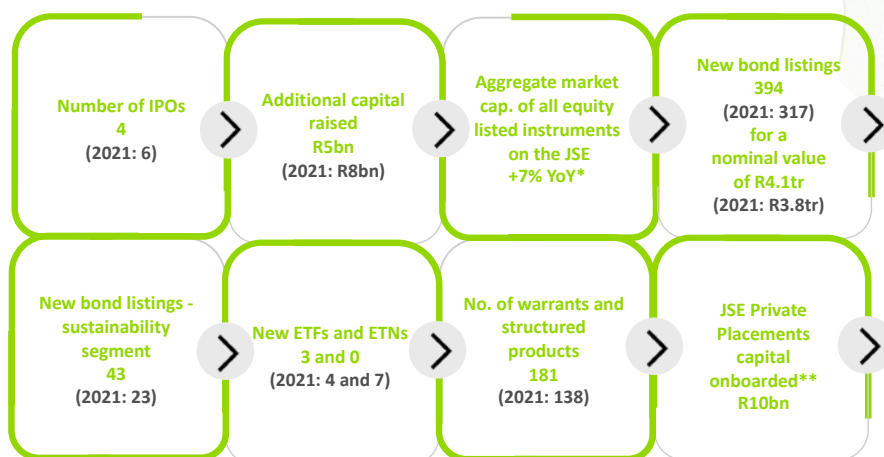 Number of IPOs
4
(2021: 6)
Additional capital
raised
R5bn
(2021: R8bn)
Aggregate market
cap. of all equity
listed instruments
on the JSE
+7% YoY*
New bond listings
394
(2021: 317)
for a
nominal value
of R4.1tr
(2021: R3.8tr)
New bond listings -
sustainability
segment
43
(2021: 23)
New ETFs and ETNs
3 and 0
(2021: 4 and 7)
No. of warrants and
structured
products
181
(2021: 138)
JSE Private
Placements
capital
onboarded**
R10bn